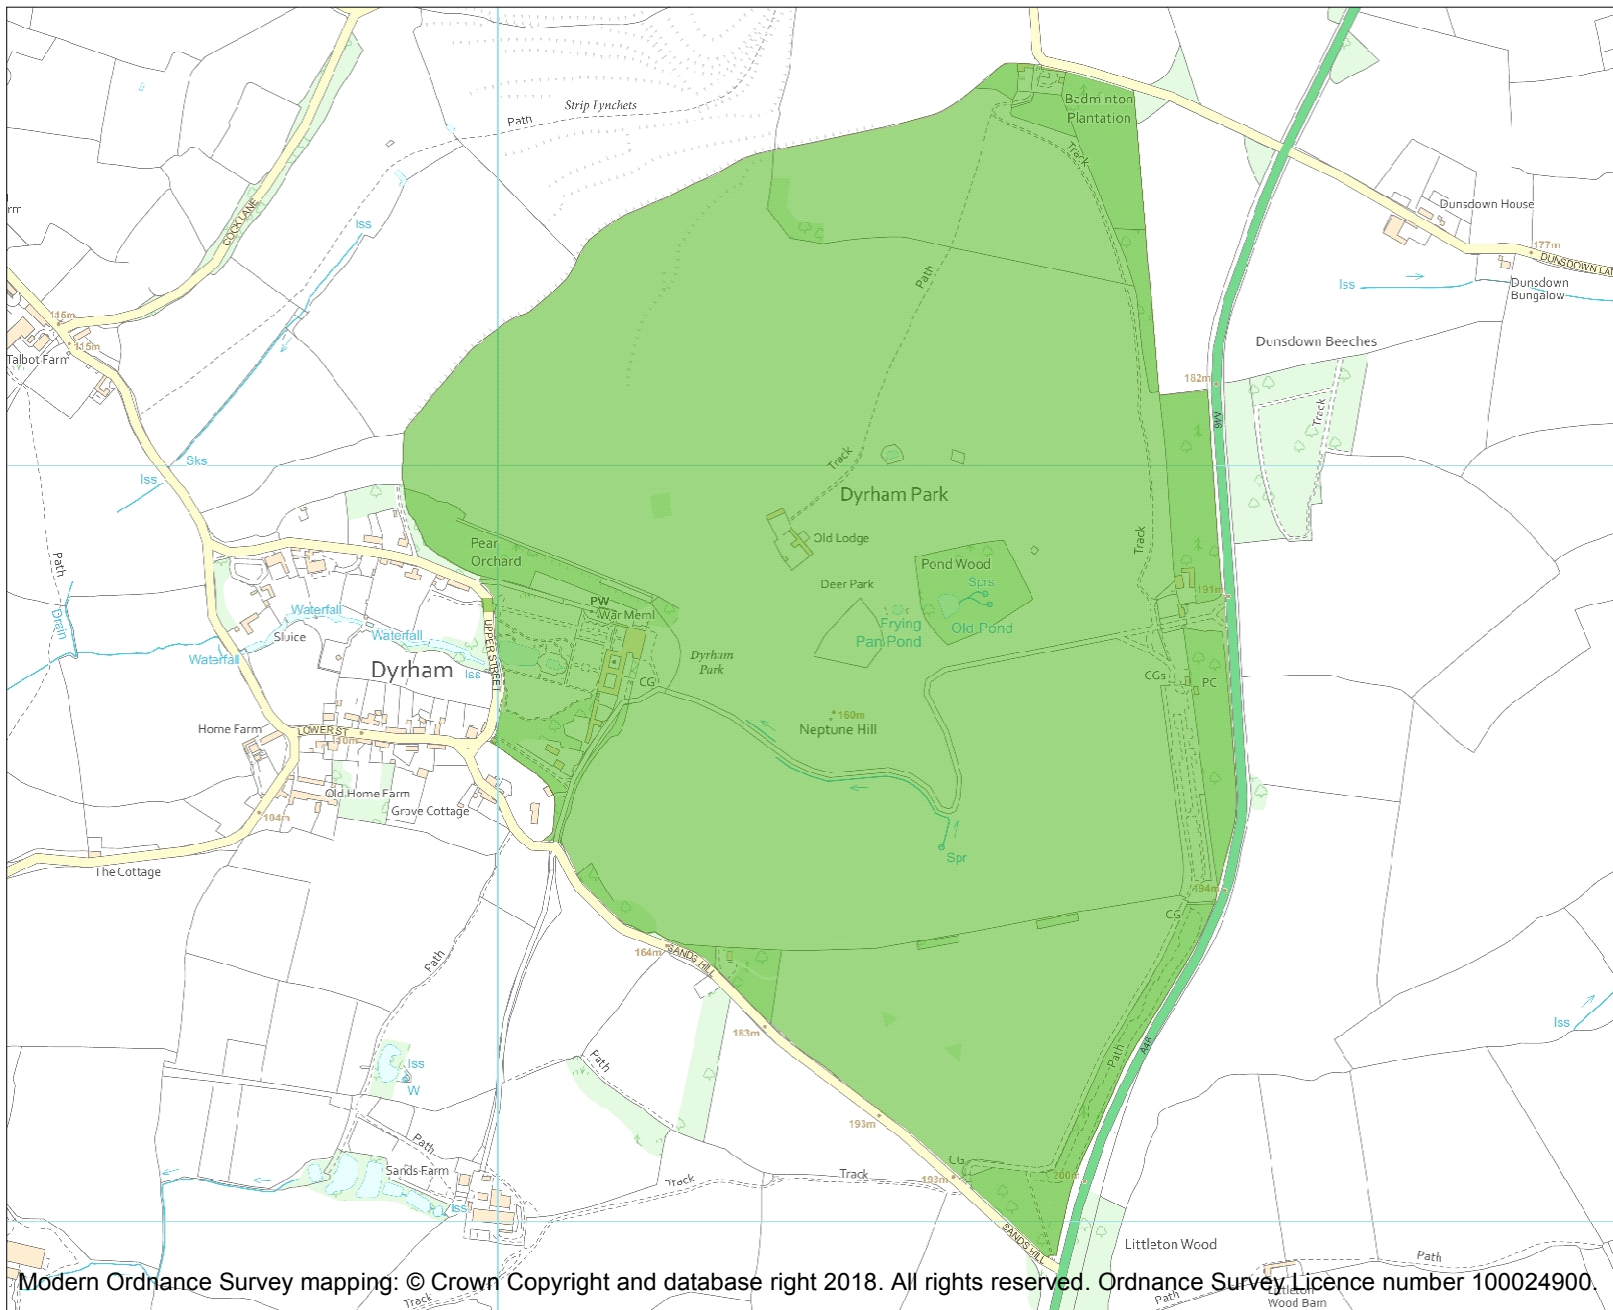 Strip Lynchets
Path
Badminton
Plantation
Track
COCK LANE
Iss
rm
Dunsdown House
177m
DUNSDOWN LA
Iss
Dunsdown
Bungalow
Path
116m
115m
Talbot Farm
Dunsdown Beeches
182m
A46
Track
Sks
Iss
Track
Dyrham Park
Old Lodge
Pear
Orchard
Track
Path
Pond Wood
Deer Park
Sprs
191m
PW
War Meml
Frying
Pan Pond
Old Pond
Drain
Waterfall
Sluice
Waterfall
Waterfall
UPPER STREET
Dyrham
Iss
Dyrham
Park
CG
CGs
PC
160m
Neptune Hill
Home Farm
LOWER ST
110m
Old Home Farm
Grove Cottage
104m
The Cottage
Spr
194m
CG
Path
164m
SANDS HILL
183m
Iss
Path
A46
Path
Iss
W
193m
Path
Sands Farm
CG
193m
200m
Track
Track
Iss
SANDS HILL
Littleton Wood
Path
Modern Ordnance Survey mapping: © Crown Copyright and database right 2018. All rights reserved. Ordnance Survey Licence number 100024900.
Track
Path
Littleton
Wood Barn